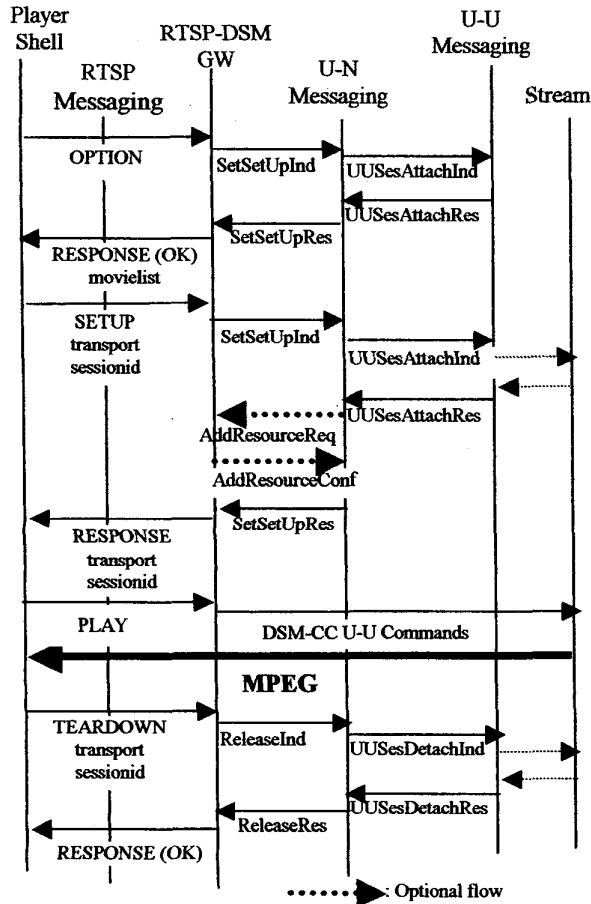 Player
Shell
RTSP-DSM
GW
U-U
Messaging
RTSP
Messaging
U-N
Messaging
Stream
OPTION
SetSetUpInd
UUSesAttachInd
UUSesAttachRes
SetSetUpRes
RESPONSE (OK)
movielist
SETUP
transport
sessionid
SetSetUpInd
UUSesAttachInd
UUSesAttachRes
AddResourceReq
AddResourceConf
SetSetUpRes
RESPONSE
transport
sessionid
PLAY
DSM-CC U-U Commands
MPEG
TEARDOWN
transport
sessionid
ReleaseInd
UUSesDetachInd
UUSesDetachRes
ReleaseRes
RESPONSE (OK)
: Optional flow